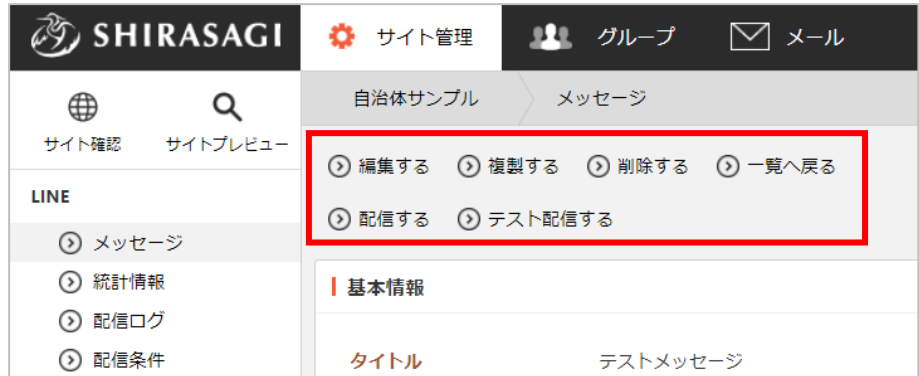 SHIRASAGI サイト管理 グループ メール
サイト確認 サイトプレビュー
自治体サンプル メッセージ
編集する 複製する 削除する 一覧へ戻る
配信する テスト配信する
LINE
メッセージ
統計情報
配信ログ
配信条件
基本情報
タイトル テストメッセージ